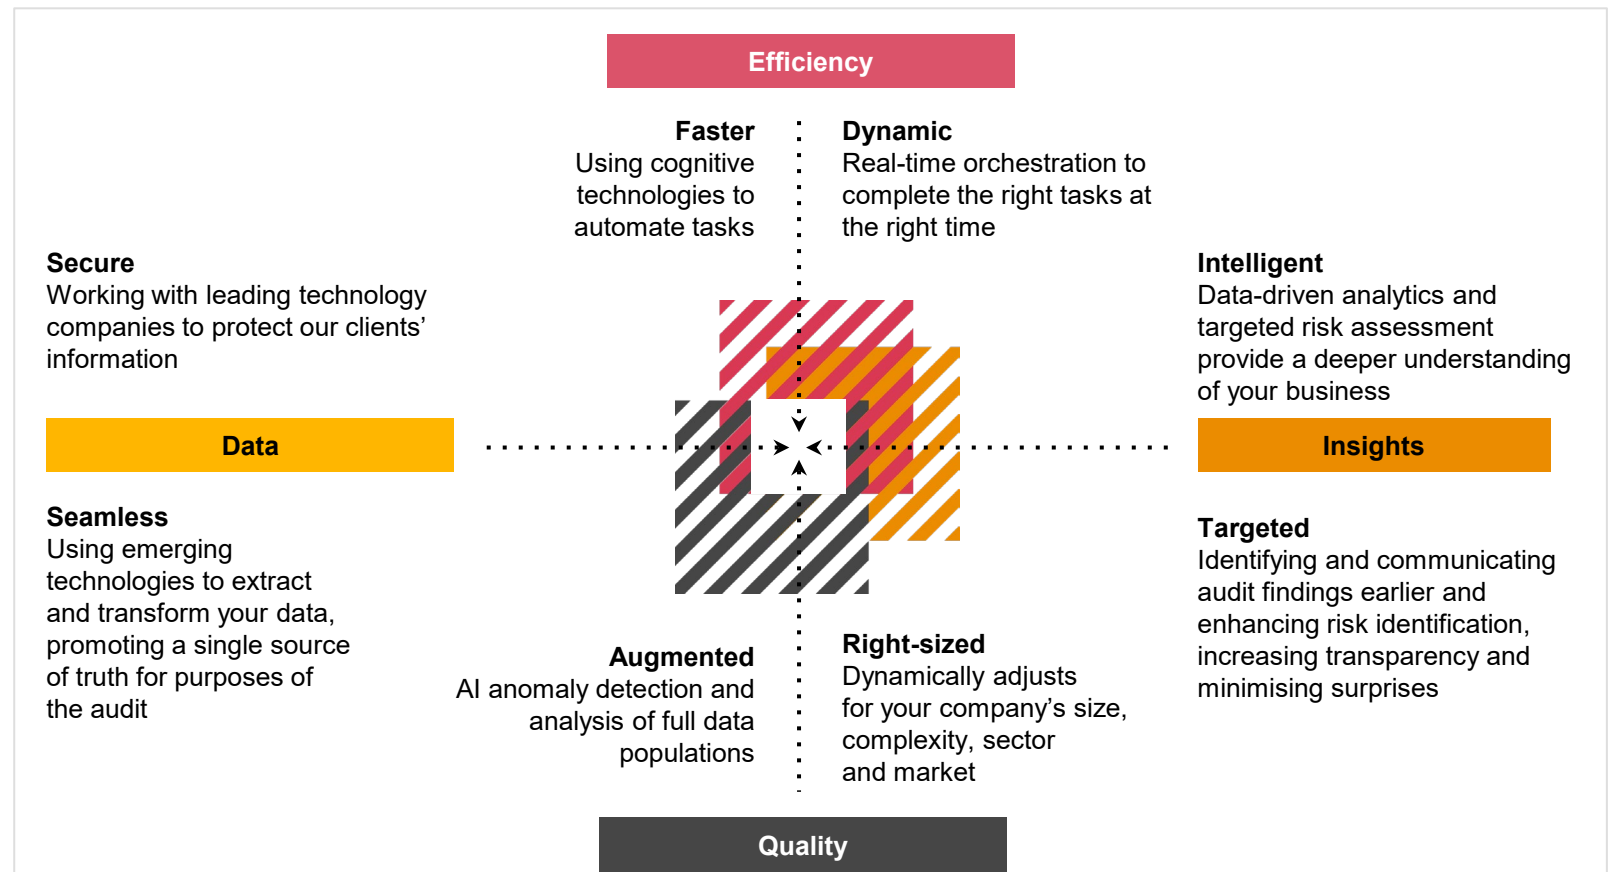 Efficiency
Faster
Using cognitive
technologies to
automate tasks
Dynamic
Real-time orchestration to
complete the right tasks at
the right time
Secure
Working with leading technology
companies to protect our clients’
information
Data
Seamless
Using emerging
technologies to extract
and transform your data,
promoting a single source
of truth for purposes of
the audit
Intelligent
Data-driven analytics and
targeted risk assessment
provide a deeper understanding
of your business
Insights
Targeted
Identifying and communicating
audit findings earlier and
enhancing risk identification,
increasing transparency and
minimising surprises
Augmented
AI anomaly detection and
analysis of full data
populations
Right-sized
Dynamically adjusts
for your company’s size,
complexity, sector
and market
Quality